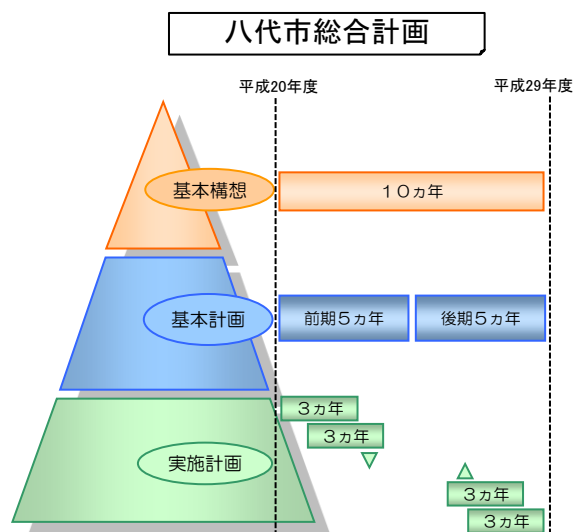 八代市総合計画
平成20年度
平成29年度
基本構想
10ヵ年
基本計画
前期5ヵ年
後期5ヵ年
実施計画
3ヵ年
3ヵ年
3ヵ年
3ヵ年